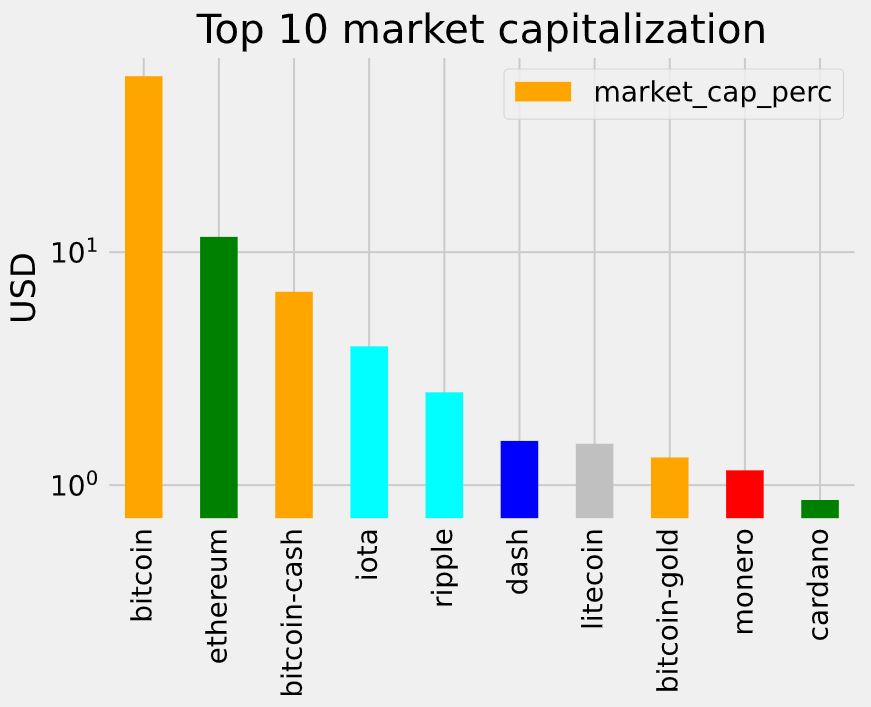 Top 10 market capitalization
market_cap_perc
USD
10¹
10⁰
bitcoin
ethereum
bitcoin-cash
iota
ripple
dash
litecoin
bitcoin-gold
monero
cardano